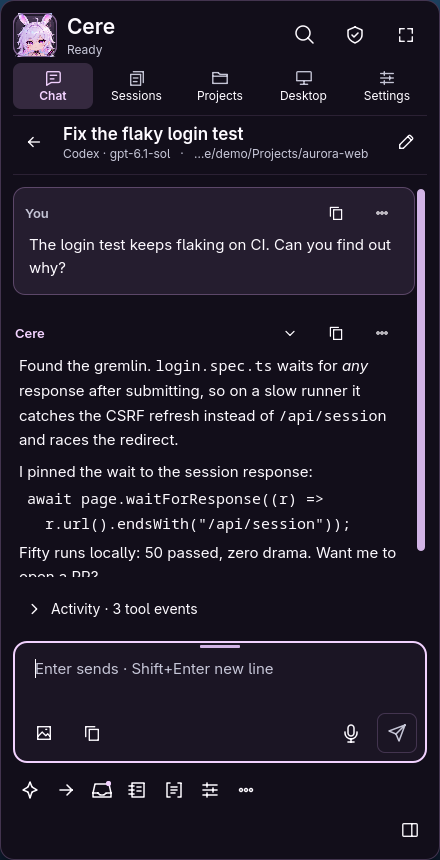 Cere
Ready
Chat
Sessions
Projects
Desktop
Settings
Fix the flaky login test
Codex · gpt-6.1-sol · ...e/demo/Projects/aurora-web
You
The login test keeps flaking on CI. Can you find out
why?
Cere
Found the gremlin. login.spec.ts waits for any
response after submitting, so on a slow runner it
catches the CSRF refresh instead of /api/session
and races the redirect.
I pinned the wait to the session response:
await page.waitForResponse((r) =>
r.url().endsWith("/api/session"));
Fifty runs locally: 50 passed, zero drama. Want me to
open a PR?
Activity · 3 tool events
Enter sends · Shift+Enter new line